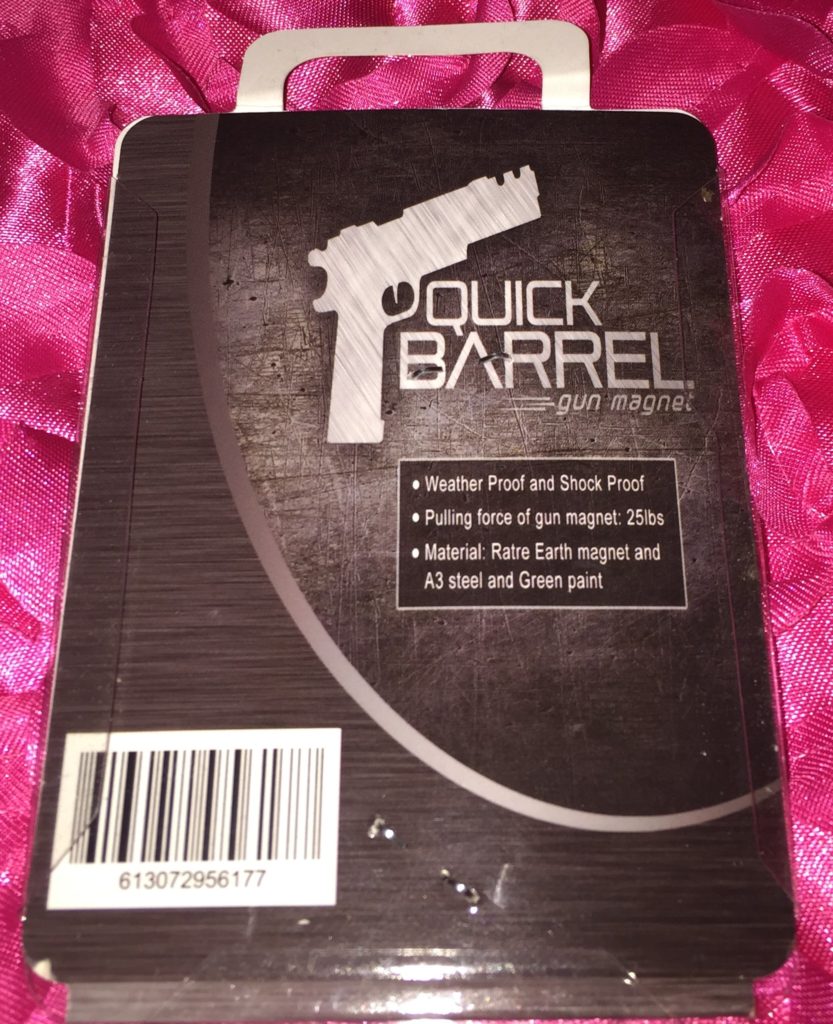 QUICK
BARREL
gun magnet
• Weather Proof and Shock Proof
• Pulling force of gun magnet: 25lbs
• Material: Ratre Earth magnet and
A3 steel and Green paint
613072956177